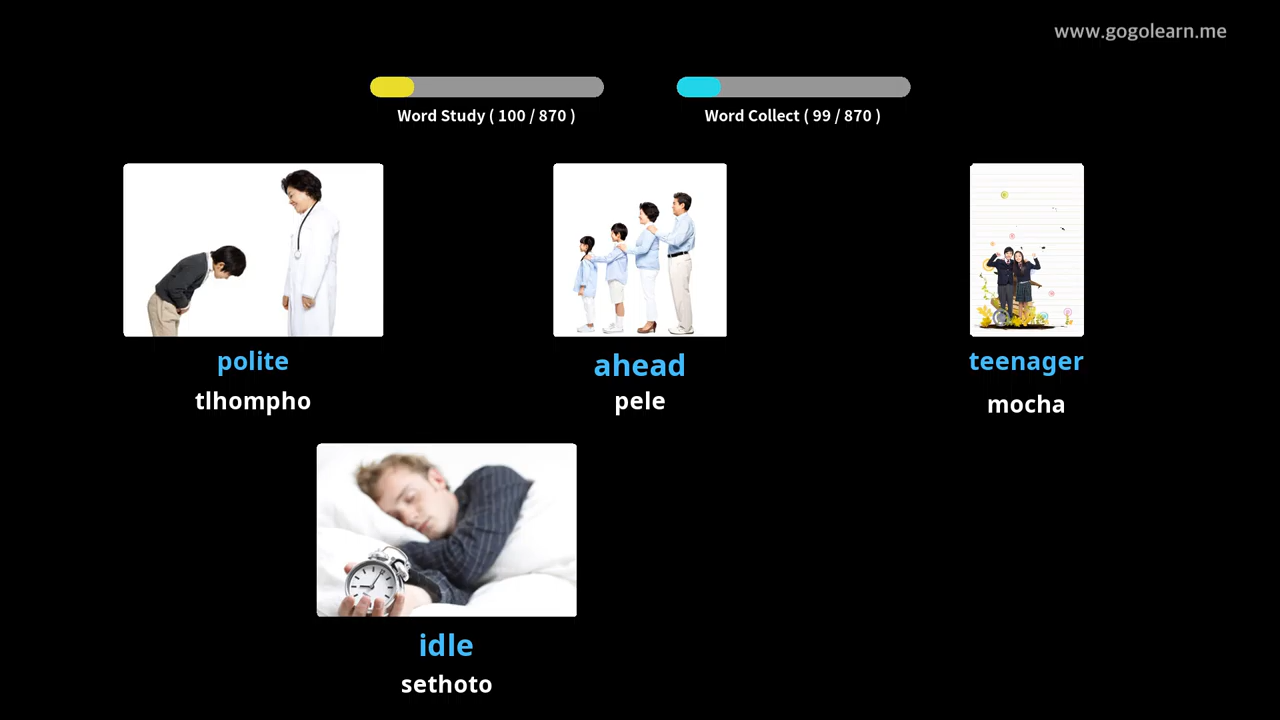 www.gogolearn.me
Word Study ( 100 / 870 )
Word Collect ( 99 / 870 )
polite
tlhompho
ahead
pele
teenager
mocha
idle
sethoto